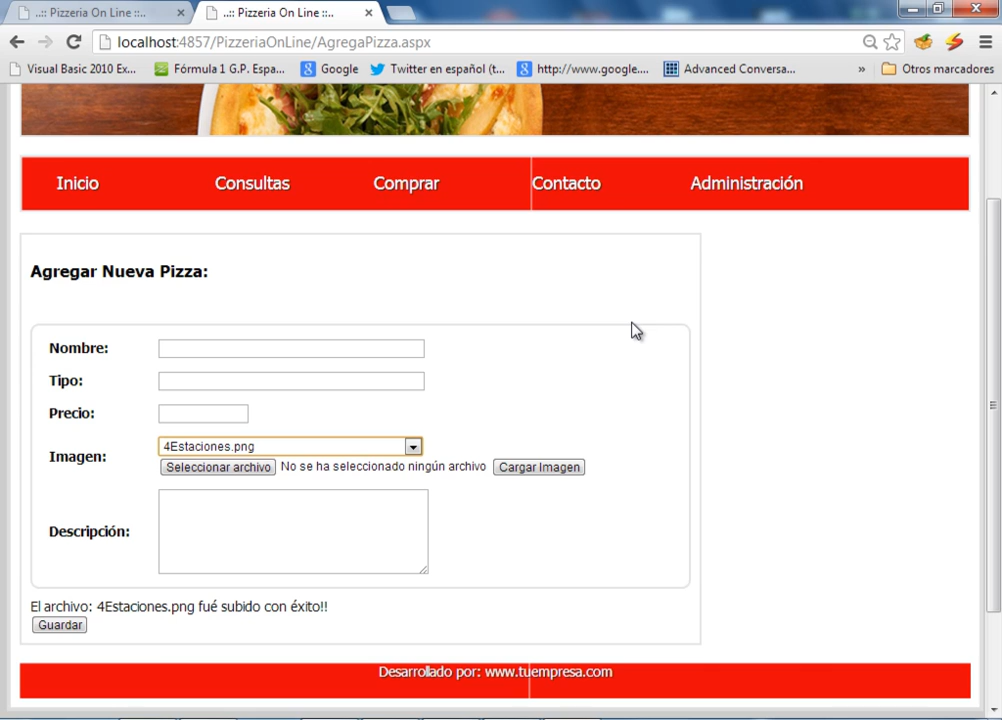 ..:: Pizzeria On Line ::.. ..:: Pizzeria On Line ::..
localhost:4857/PizzeriaOnLine/AgregaPizza.aspx
Visual Basic 2010 Ex... Fórmula 1 G.P. Espa... Google Twitter en español (t... http://www.google.... Advanced Conversa... » Otros marcadores
Inicio Consultas Comprar Contacto Administración
Agregar Nueva Pizza:
Nombre:
Tipo:
Precio:
Imagen: 4Estaciones.png
Seleccionar archivo No se ha seleccionado ningún archivo Cargar Imagen
Descripción:
El archivo: 4Estaciones.png fué subido con éxito!!
Guardar
Desarrollado por: www.tuempresa.com